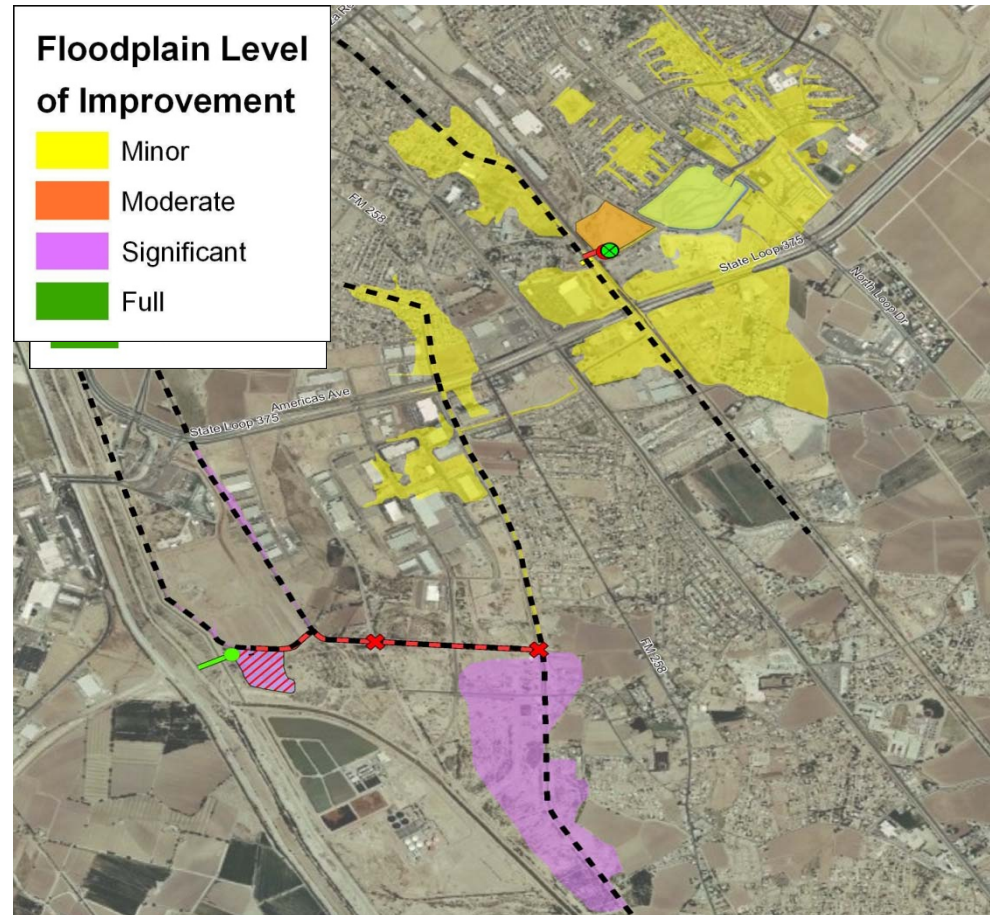 Floodplain Level
of Improvement
Minor
Moderate
Significant
Full
FM 258
State Loop 375
North Loop Dr
Americas Ave
State Loop 375
FM 258